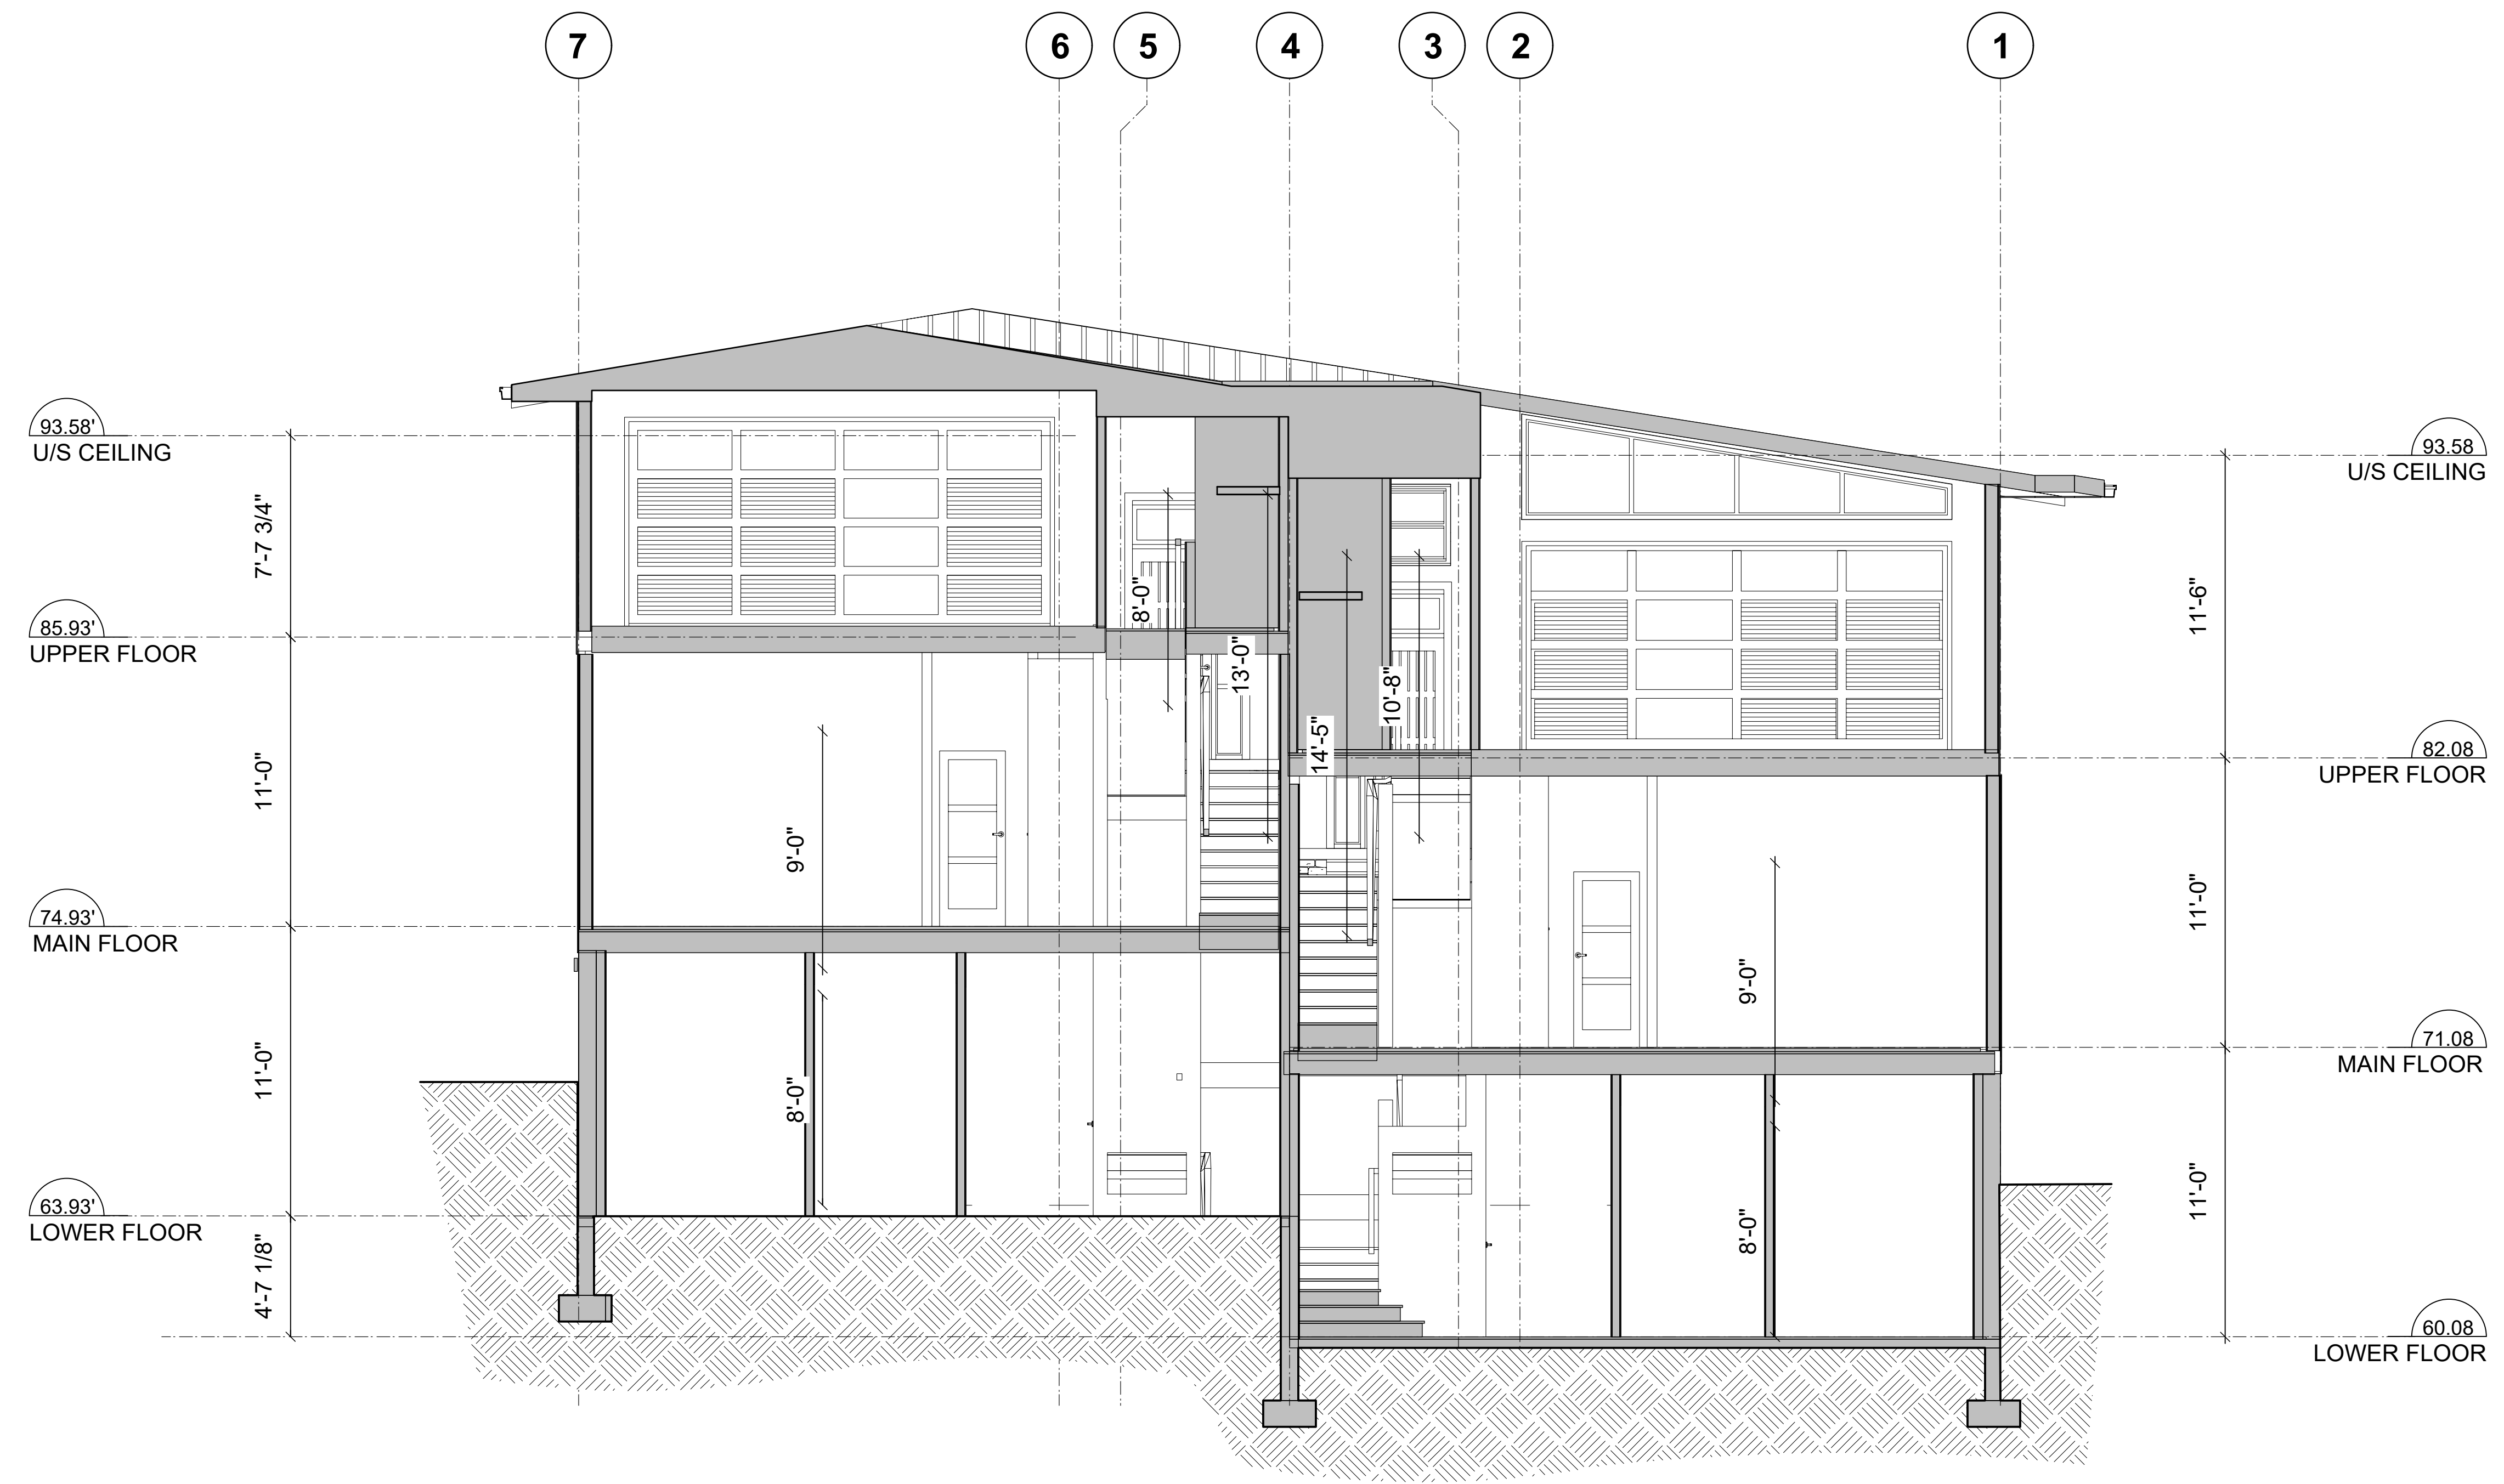 7 6 5 4 3 2 1
93.58'
U/S CEILING
7'-7 3/4"
85.93'
UPPER FLOOR
11'-0"
74.93'
MAIN FLOOR
11'-0"
63.93'
LOWER FLOOR
4'-7 1/8"
9'-0"
8'-0"
8'-0"
13'-0"
14'-5"
10'-8"
9'-0"
8'-0"
93.58
U/S CEILING
11'-6"
82.08
UPPER FLOOR
11'-0"
71.08
MAIN FLOOR
11'-0"
60.08
LOWER FLOOR